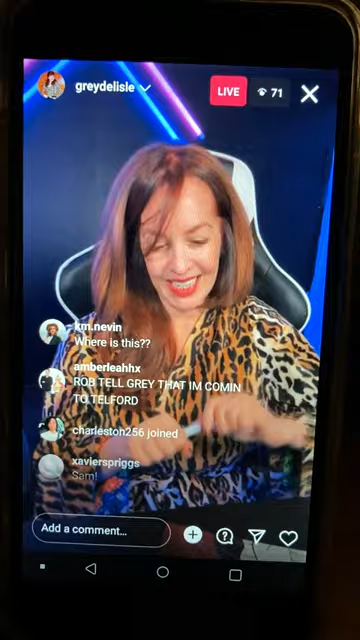 greydelisle
LIVE
71
km.nevin
Where is this??
amberleahhx
ROB TELL GREY THAT IM COMIN
TO TELFORD
charleston256 joined
xavierspriggs
Sam!
Add a comment...